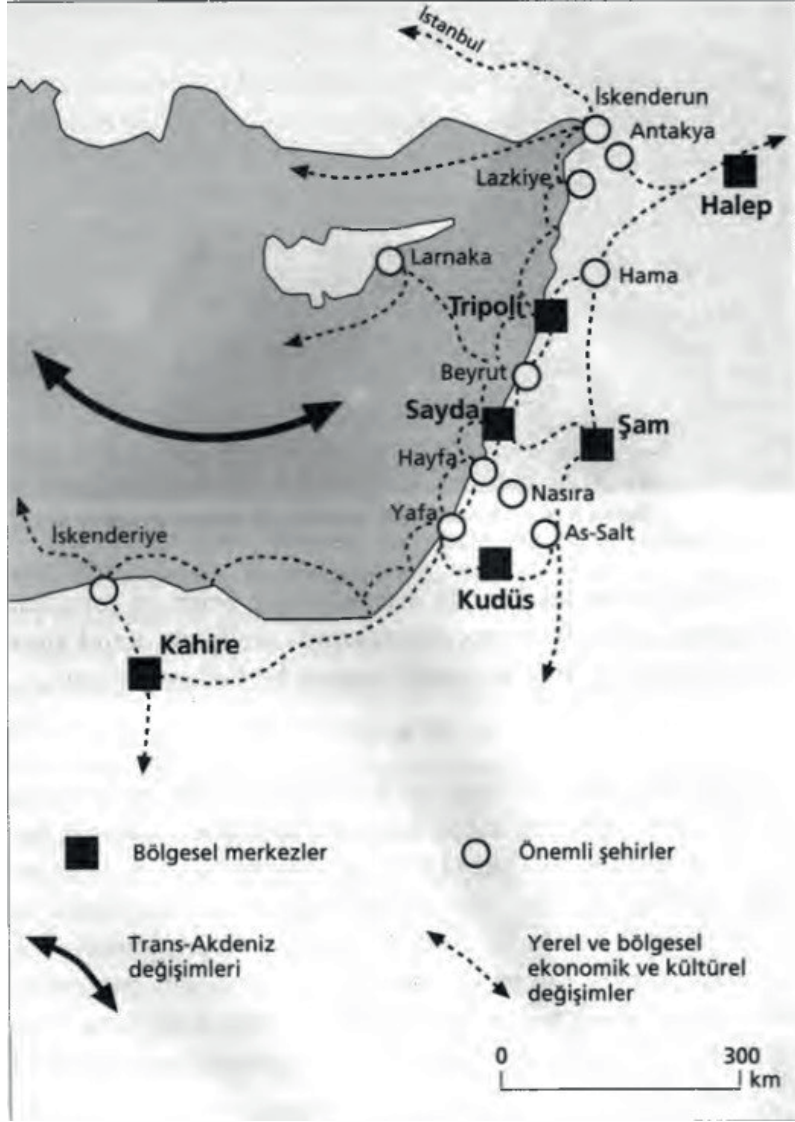 İstanbul
İskenderun
Antakya
Lazkiye
Halep
Larnaka
Hama
Tripoli
Beyrut
Sayda
Şam
Hayfa
Nasıra
Yafa
As-Salt
İskenderiye
Kudüs
Kahire
Bölgesel merkezler
Önemli şehirler
Trans-Akdeniz
değişimleri
Yerel ve bölgesel
ekonomik ve kültürel
değişimler
0
300
km